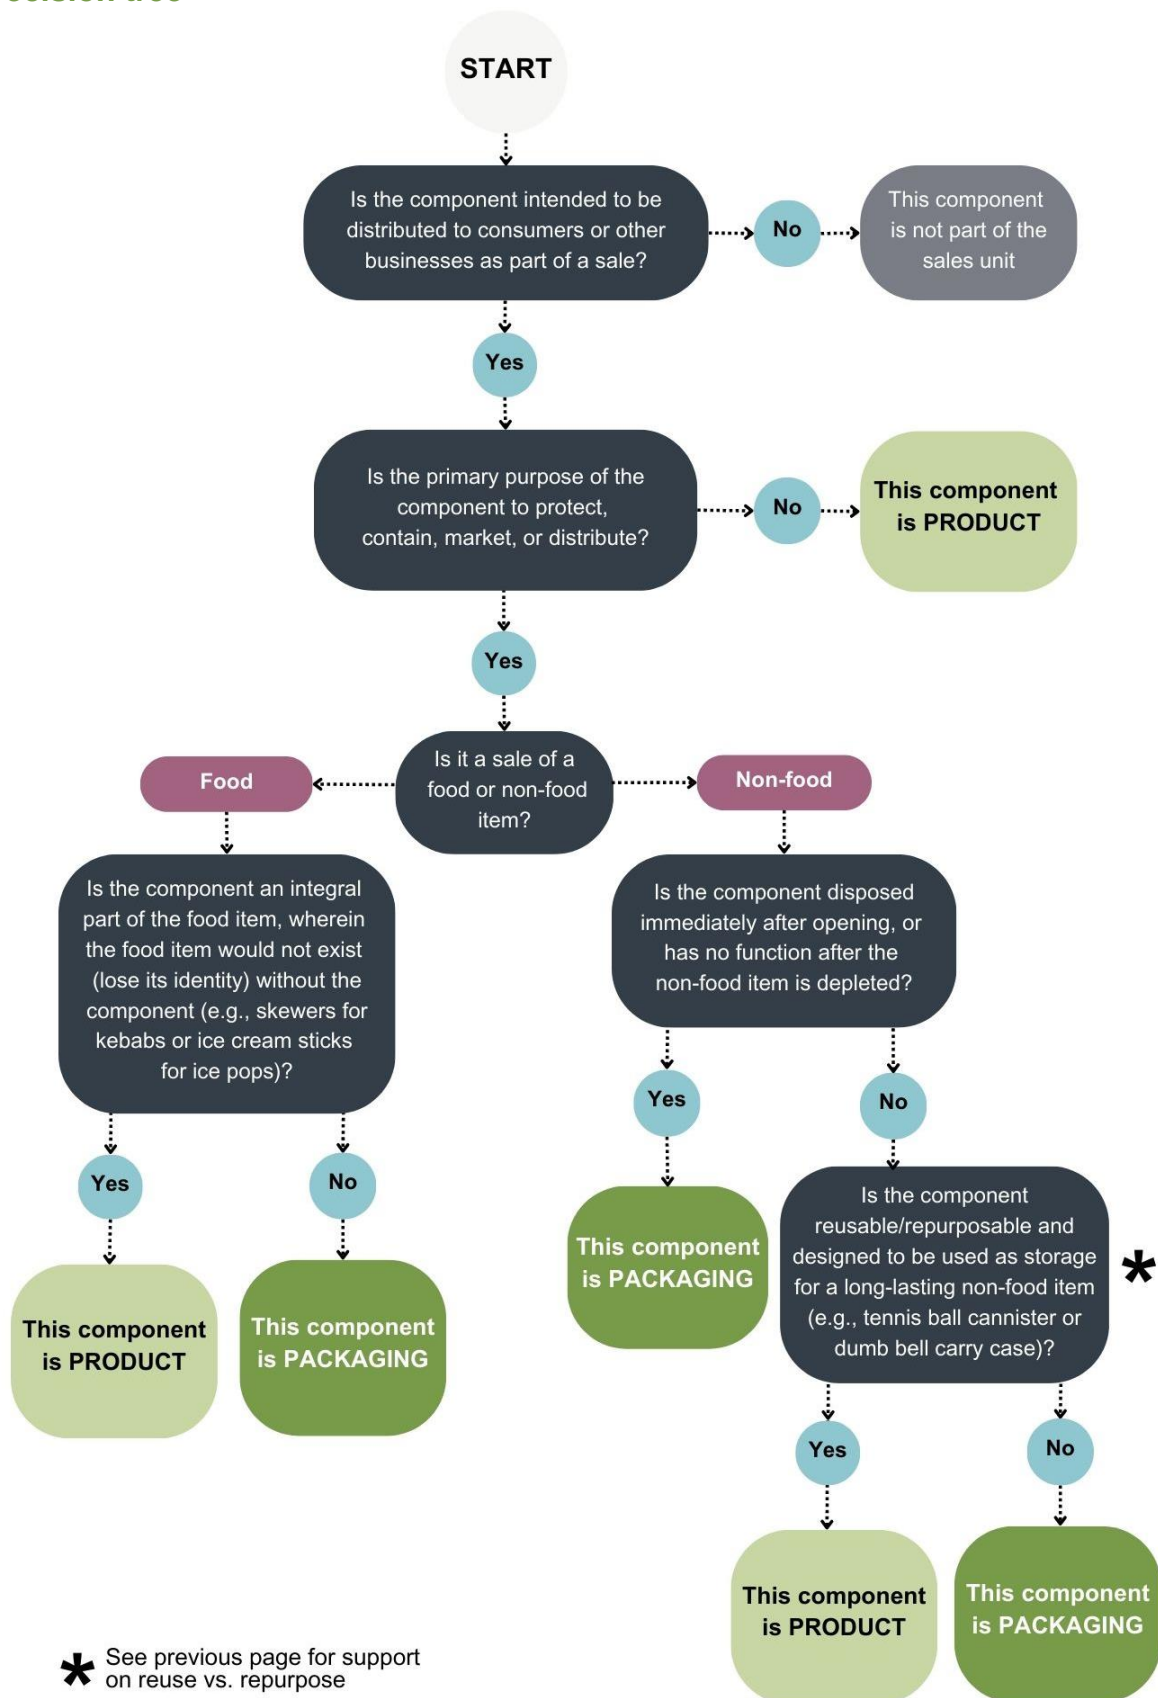 START
Is the component intended to be
distributed to consumers or other
businesses as part of a sale?
No
This component
is not part of the
sales unit
Yes
Is the primary purpose of the
component to protect,
contain, market, or distribute?
No
This component
is PRODUCT
Yes
Is it a sale of a
food or non-food
item?
Food
Non-food
Is the component an integral
part of the food item, wherein
the food item would not exist
(lose its identity) without the
component (e.g., skewers for
kebabs or ice cream sticks
for ice pops)?
Yes
No
This component
is PRODUCT
This component
is PACKAGING
Is the component disposed
immediately after opening, or
has no function after the
non-food item is depleted?
Yes
No
This component
is PACKAGING
Is the component
reusable/repurposable and
designed to be used as storage
for a long-lasting non-food item
(e.g., tennis ball cannister or
dumb bell carry case)?
*
Yes
No
This component
is PRODUCT
This component
is PACKAGING
* See previous page for support
on reuse vs. repurpose